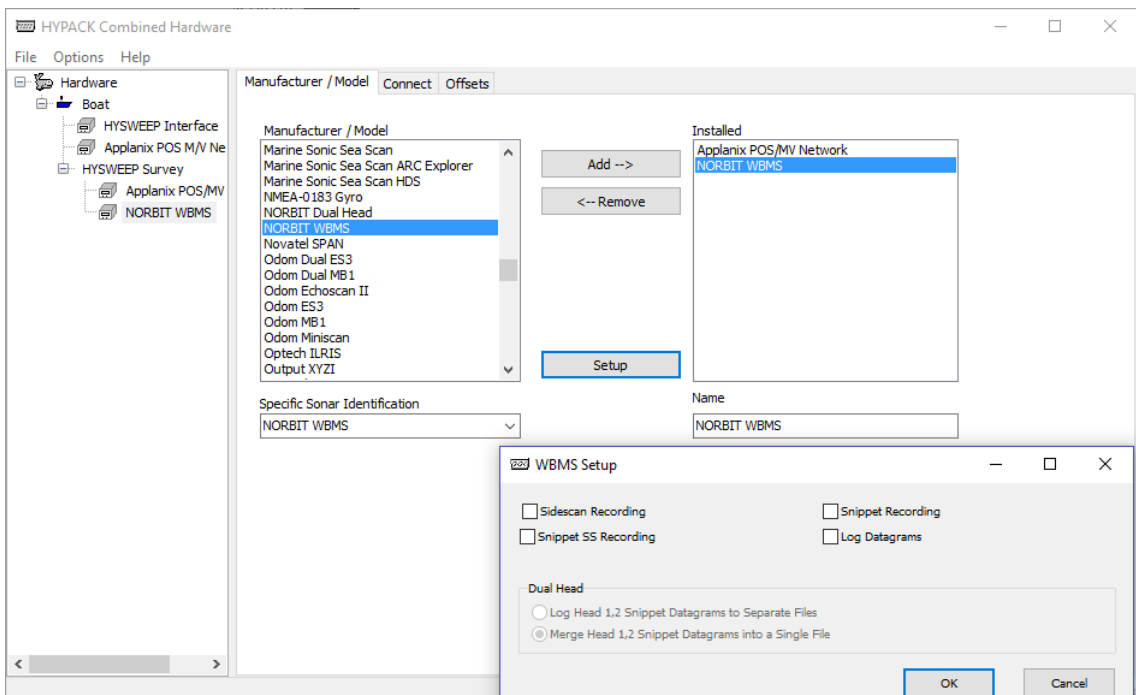 HYPACK Combined Hardware
File Options Help
Hardware
Boat
HYSWEEP Interface
Applanix POS M/V Ne
HYSWEEP Survey
Applanix POS/MV
NORBIT WBMS
Manufacturer / Model
Connect
Offsets
Manufacturer / Model
Marine Sonic Sea Scan
Marine Sonic Sea Scan ARC Explorer
Marine Sonic Sea Scan HDS
NMEA-0183 Gyro
NORBIT Dual Head
NORBIT WBMS
Novatel SPAN
Odom Dual ES3
Odom Dual MB1
Odom Echoscan II
Odom ES3
Odom MB1
Odom Miniscan
Optech ILRIS
Output XYZI
Add -->
<-- Remove
Setup
Installed
Applanix POS/MV Network
NORBIT WBMS
Specific Sonar Identification
NORBIT WBMS
Name
NORBIT WBMS
WBMS Setup
Sidescan Recording
Snippet Recording
Snippet SS Recording
Log Datagrams
Dual Head
Log Head 1,2 Snippet Datagrams to Separate Files
Merge Head 1,2 Snippet Datagrams into a Single File
OK
Cancel